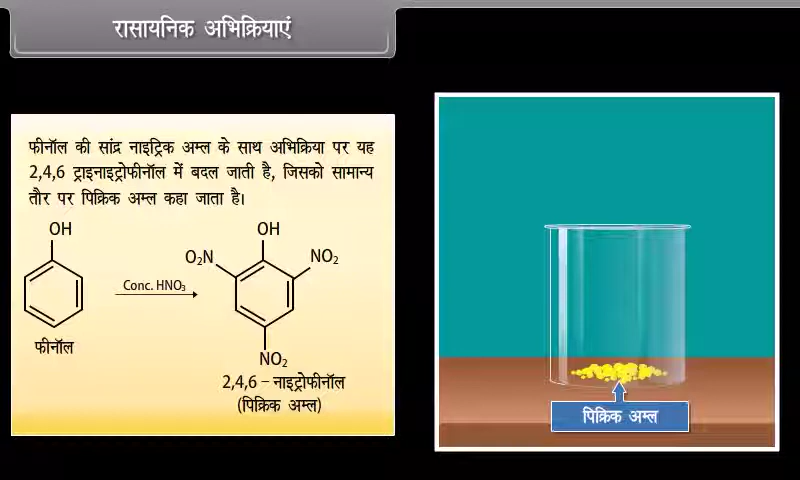 रासायनिक अभिक्रियाएं
फीनॉल की सांद्र नाइट्रिक अम्ल के साथ अभिक्रिया पर यह
2,4,6 ट्राइनाइट्रोफीनॉल में बदल जाती है, जिसको सामान्य
तौर पर पिक्रिक अम्ल कहा जाता है।
OH
फीनॉल
Conc. HNO₃
OH
O₂N
NO₂
NO₂
2,4,6 – नाइट्रोफीनॉल
(पिक्रिक अम्ल)
पिक्रिक अम्ल